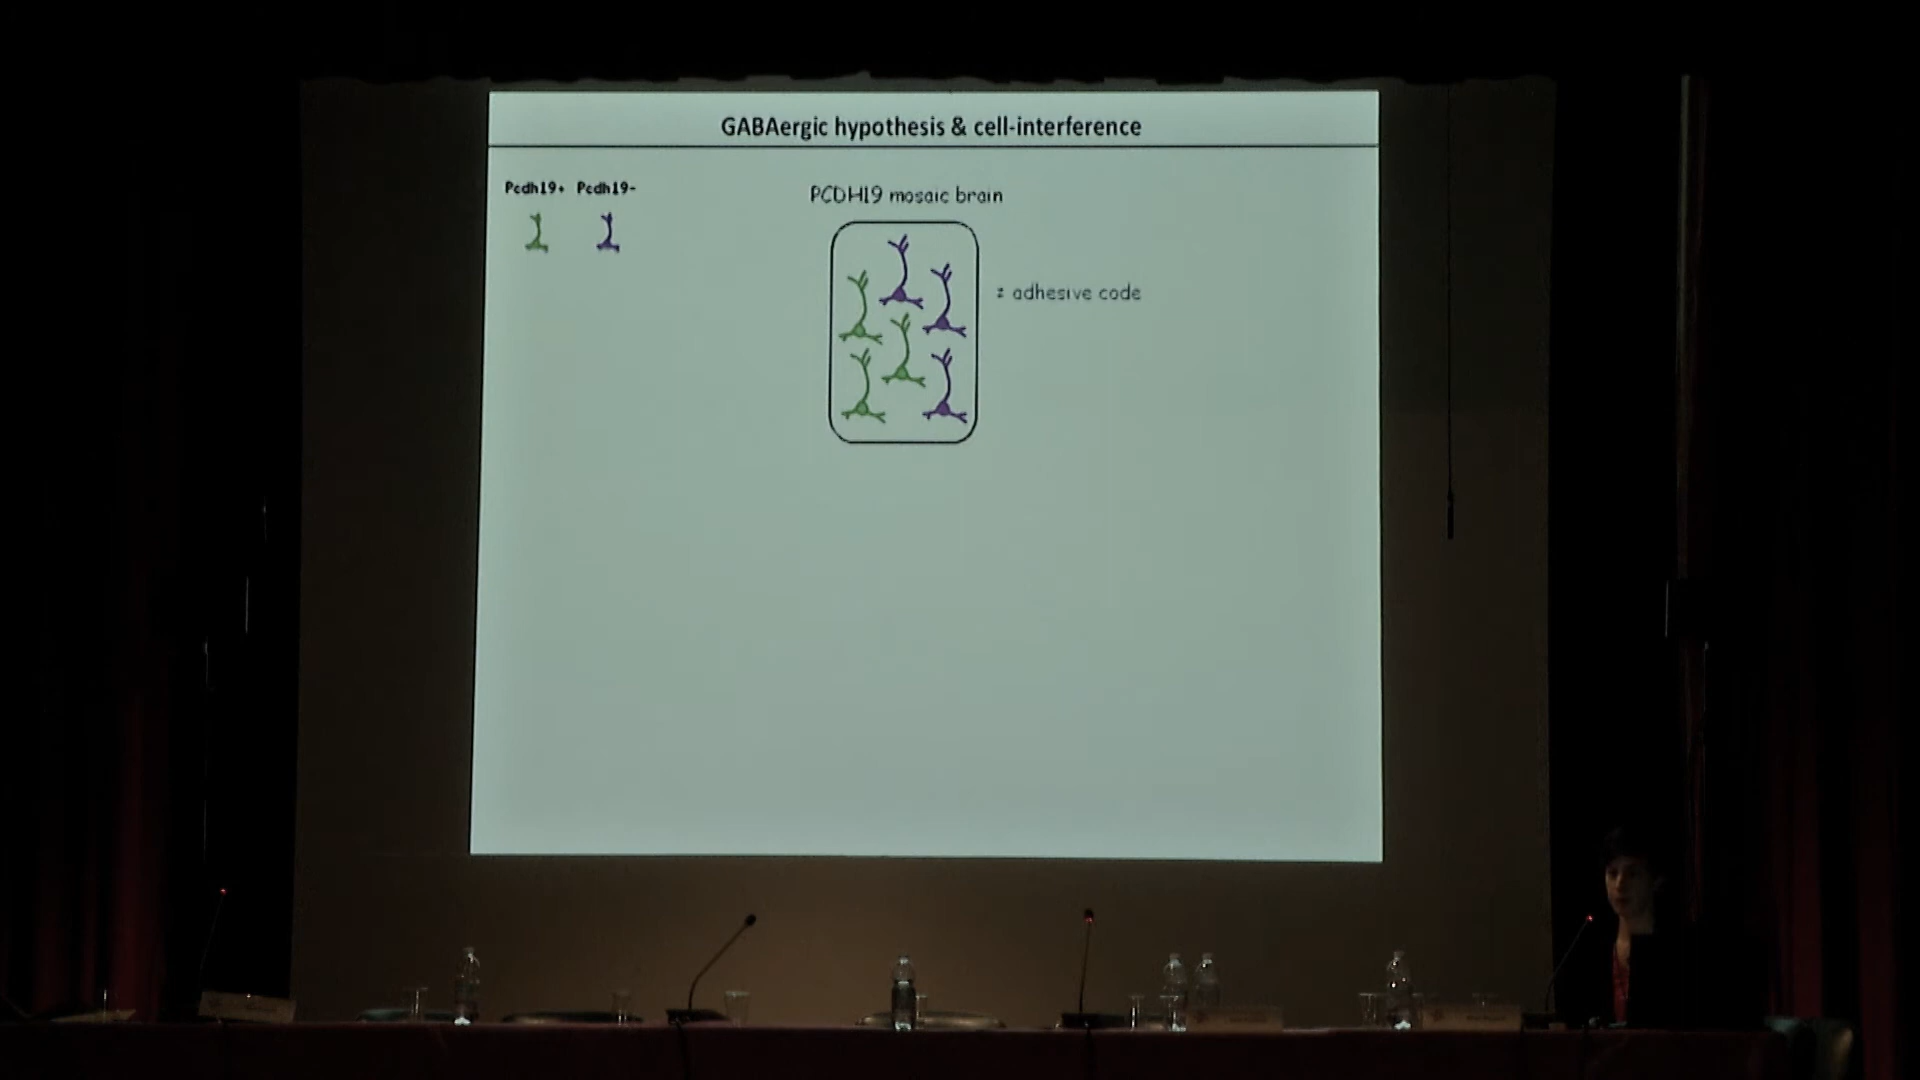 GABAergic hypothesis & cell-interference
Pcdh19+ Pcdh19-
PCDH19 mosaic brain
adhesive code